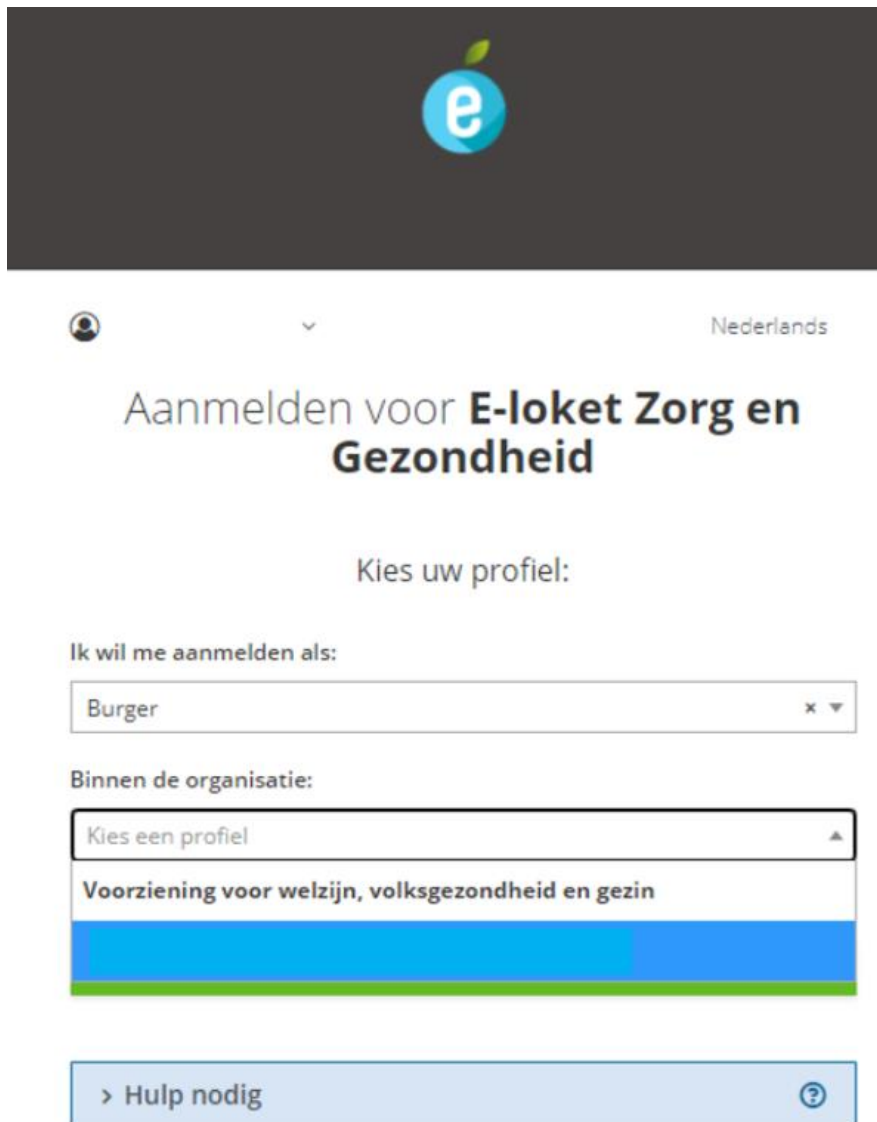 e
Nederlands
Aanmelden voor E-loket Zorg en
Gezondheid
Kies uw profiel:
Ik wil me aanmelden als:
Burger
Binnen de organisatie:
Kies een profiel
Voorziening voor welzijn, volksgezondheid en gezin
> Hulp nodig